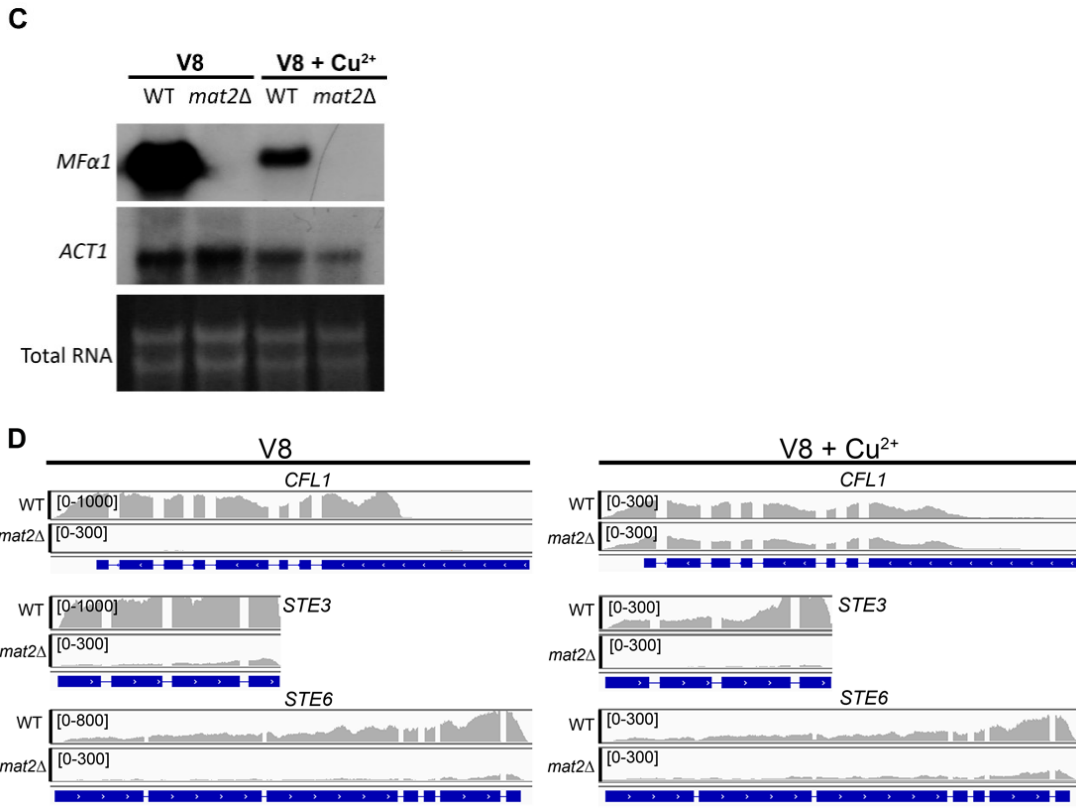 C
V8 V8 + Cu²⁺
WT mat2Δ WT mat2Δ
MFα1
ACT1
Total RNA
D
V8
CFL1
WT [0-1000]
mat2Δ [0-300]
WT [0-1000] STE3
mat2Δ [0-300]
STE6
WT [0-800]
mat2Δ [0-300]
V8 + Cu²⁺
CFL1
WT [0-300]
mat2Δ [0-300]
WT [0-300] STE3
mat2Δ [0-300]
STE6
WT [0-300]
mat2Δ [0-300]